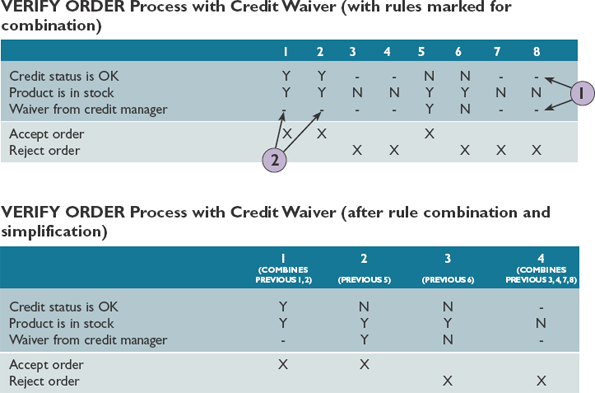 VERIFY ORDER Process with Credit Waiver (with rules marked for
combination)
1 2 3 4 5 6 7 8
Credit status is OK Y Y - - N N - -
Product is in stock Y Y N N Y Y N N
Waiver from credit manager - - - - Y N - -
1
Accept order X X X
Reject order X X X X X
2
VERIFY ORDER Process with Credit Waiver (after rule combination and
simplification)
1 2 3 4
(COMBINES PREVIOUS 1,2) (PREVIOUS 5) (PREVIOUS 6) (COMBINES PREVIOUS 3,4,7,8)
Credit status is OK Y N N -
Product is in stock Y Y Y N
Waiver from credit manager - Y N -
Accept order X X
Reject order X X